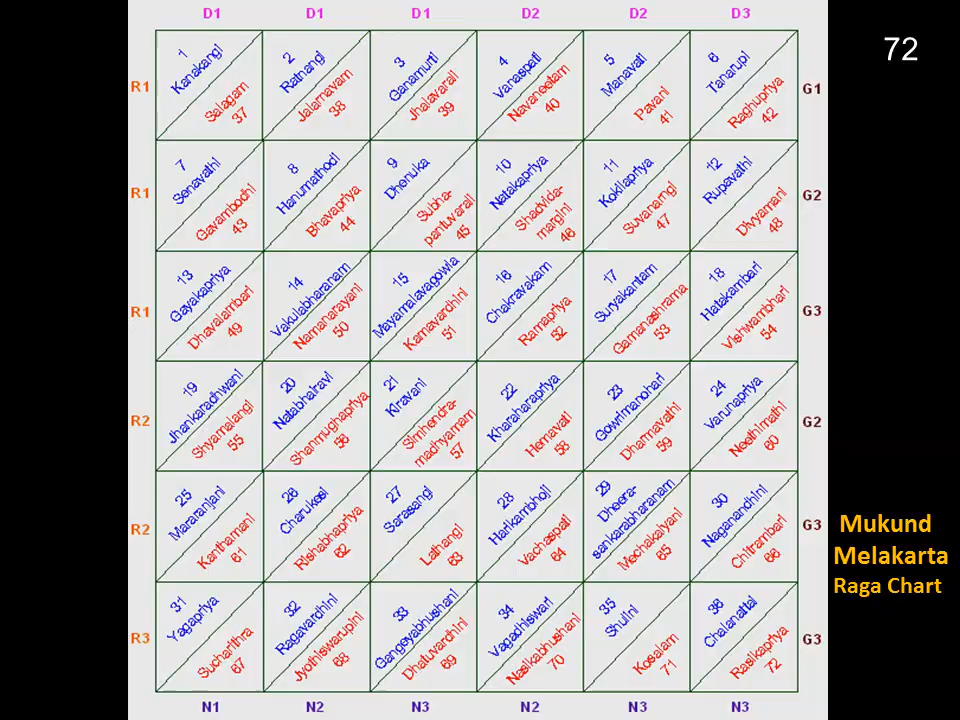 D1 D1 D1 D2 D2 D3
72
R1
1
Kanakangi
Salagam
37
2
Rathangi
Jalarnavam
38
3
Ganamurti
Jhalavarali
39
4
Vanaspati
Navaneetam
40
5
Manavati
Pavani
41
6
Tanarupi
Raghupriya
42
G1
R1
7
Senavathi
Gavambodhi
43
8
Hanumathodi
Bhavapriya
44
9
Dhenuka
Subha-
pantuvarali
45
10
Natakapriya
Shadvida-
margini
46
11
Kokilapriya
Suvarnangi
47
12
Rupavathi
Divyamani
48
G2
R1
13
Gayakapriya
Dhavalambari
49
14
Vakulabharanam
Namanarayani
50
15
Mayamalavagowla
Kamavardhini
51
16
Chakravakam
Ramapriya
52
17
Suryakantam
Gamanashrama
53
18
Hatakambari
Vishwambhari
54
G3
R2
19
Jhankaradhwani
Shyamalangi
55
20
Natabhairavi
Shanmughapriya
56
21
Kiravani
Simhendra-
madhyamam
57
22
Kharaharapriya
Hemavati
58
23
Gowrimanohari
Dharmavathi
59
24
Varunapriya
Neethimathi
60
G2
R2
25
Mararanjani
Kanthamani
61
26
Charukesi
Rishabhapriya
62
27
Sarasangi
Lathangi
63
28
Harikambhoji
Vachaspati
64
29
Dheera-
sankarabharanam
Mechakalyani
65
30
Naganandhini
Chitrambari
66
G3
Mukund
Melakarta
Raga Chart
R3
31
Yagapriya
Sucharithra
67
32
Ragavardhini
Jyothiswarupini
68
33
Gangeyabhushani
Dhatuvardhini
69
34
Vagadhiswari
Nasikabhushani
70
35
Shulini
Kosalam
71
36
Chalanattai
Rasikapriya
72
G3
N1 N2 N3 N2 N3 N3